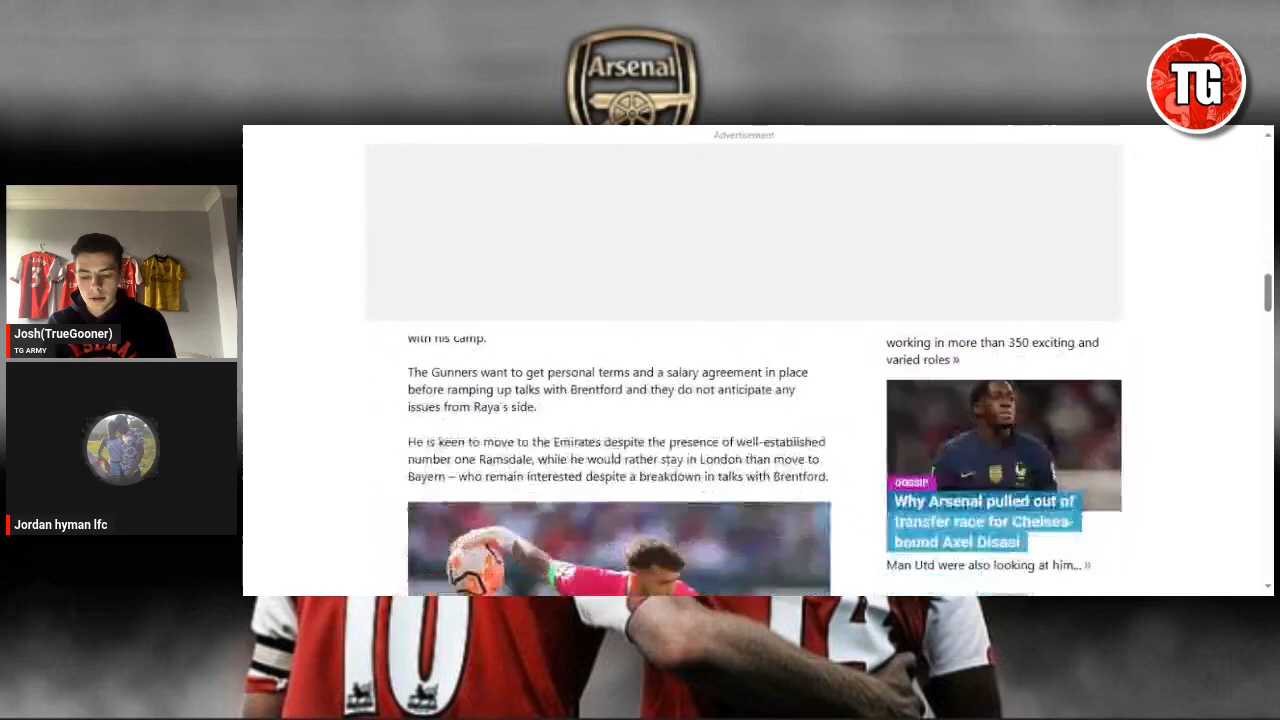 Arsenal
TG
Advertisement
with his camp.
The Gunners want to get personal terms and a salary agreement in place
before ramping up talks with Brentford and they do not anticipate any
issues from Raya's side.
He is keen to move to the Emirates despite the presence of well-established
number one Ramsdale, while he would rather stay in London than move to
Bayern – who remain interested despite a breakdown in talks with Brentford.
working in more than 350 exciting and
varied roles »
GOSSIP
Why Arsenal pulled out of
transfer race for Chelsea-
bound Axel Disasi
Man Utd were also looking at him... »
3
Josh(TrueGooner)
TG ARMY
Jordan hyman lfc
10
14